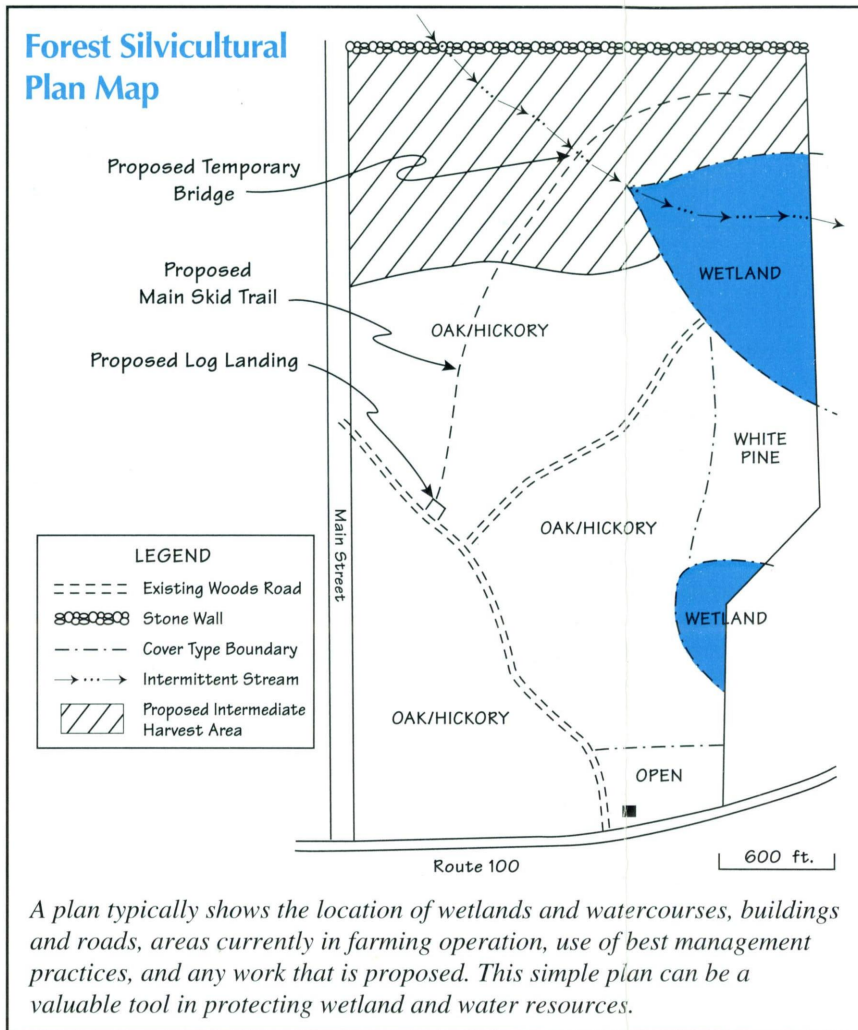 Forest Silvicultural
Plan Map
Proposed Temporary
Bridge
Proposed
Main Skid Trail
Proposed Log Landing
WETLAND
OAK/HICKORY
WHITE
PINE
OAK/HICKORY
Main Street
WETLAND
OAK/HICKORY
OPEN
LEGEND
Existing Woods Road
Stone Wall
Cover Type Boundary
Intermittent Stream
Proposed Intermediate
Harvest Area
Route 100
600 ft.
A plan typically shows the location of wetlands and watercourses, buildings
and roads, areas currently in farming operation, use of best management
practices, and any work that is proposed. This simple plan can be a
valuable tool in protecting wetland and water resources.